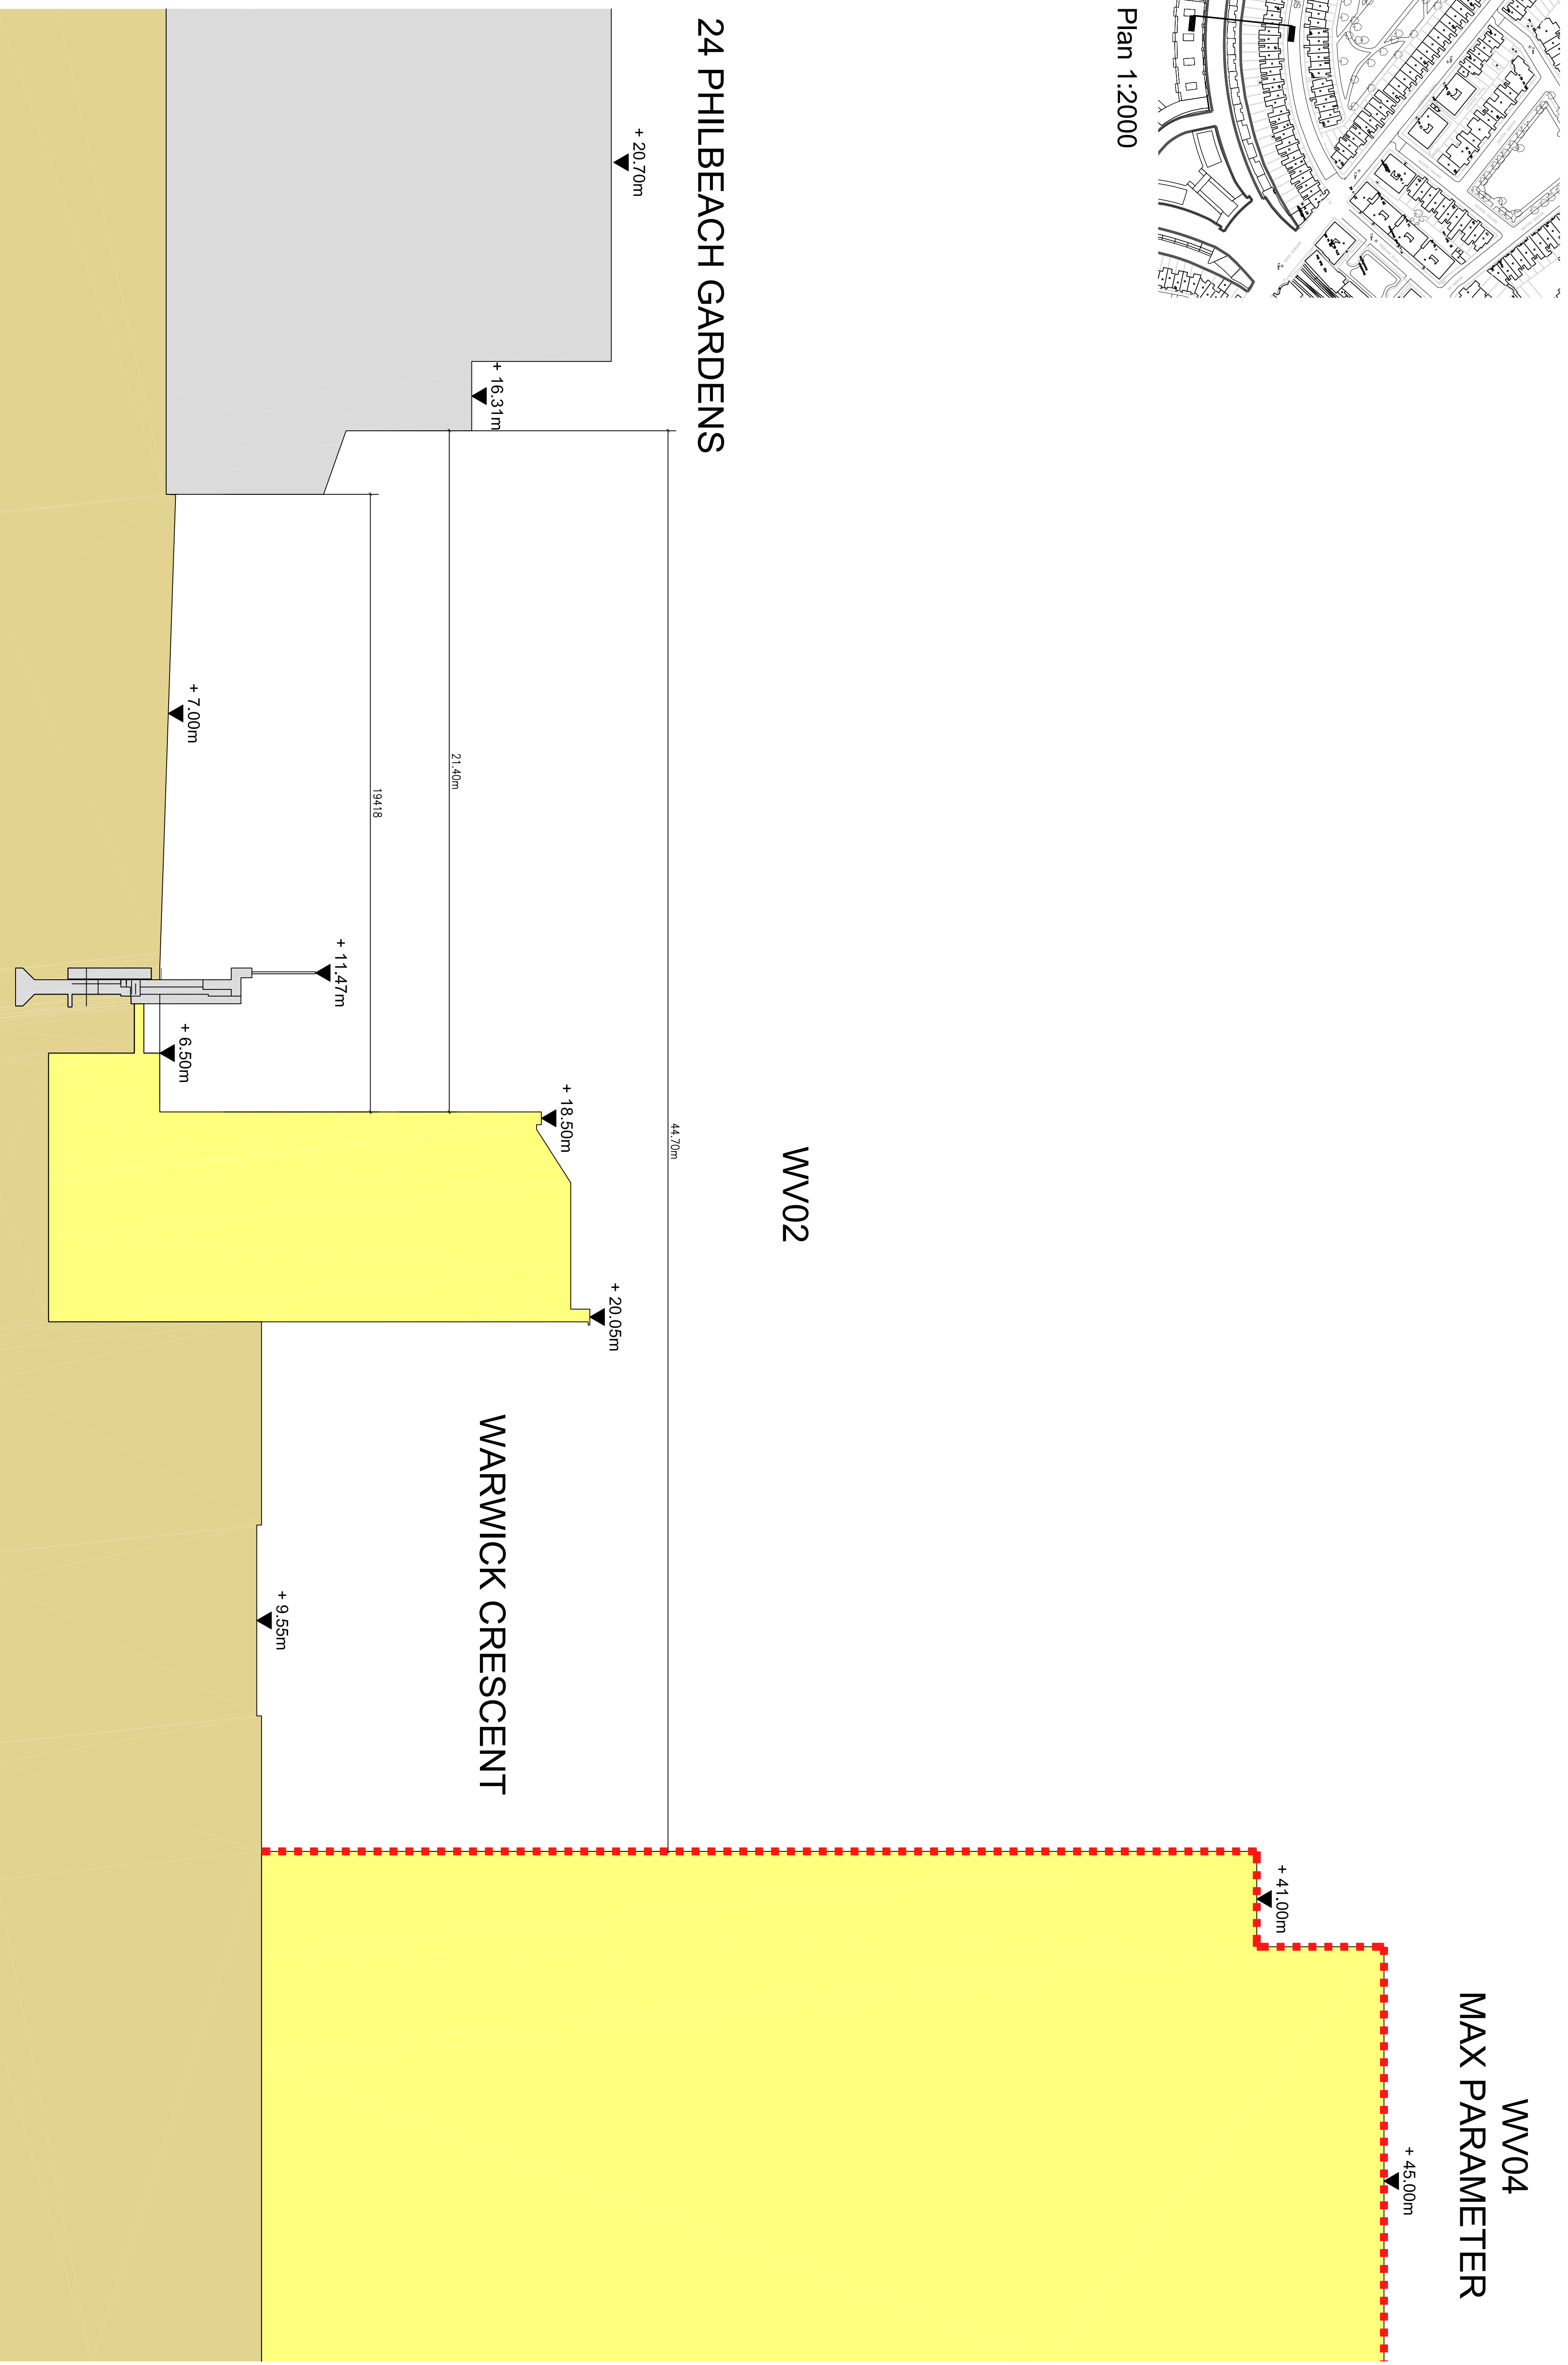 Plan 1:2000
WV04
MAX PARAMETER
+ 45.00m
+ 41.00m
WV02
24 PHILBEACH GARDENS
+ 20.70m
44.70m
+ 20.05m
+ 18.50m
+ 16.31m
WARWICK CRESCENT
21.40m
19418
+ 11.47m
+ 9.55m
+ 7.00m
+ 6.50m